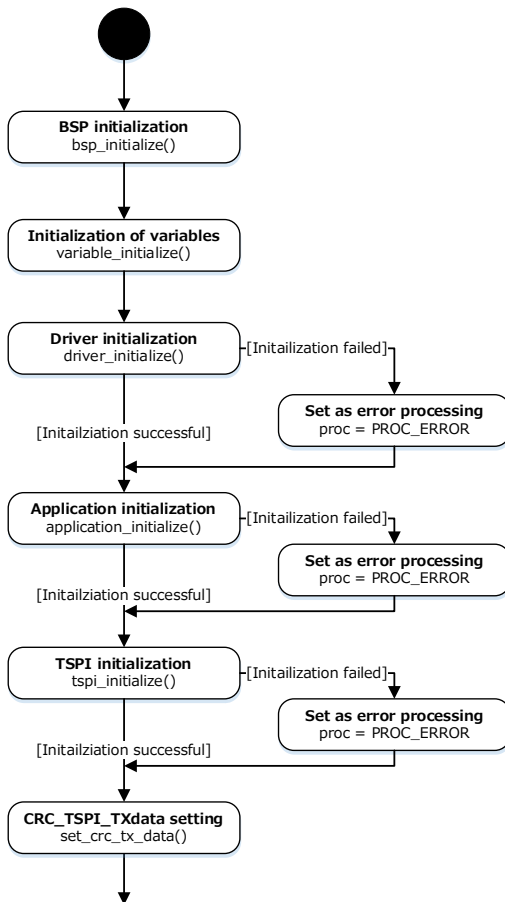 BSP initialization
bsp_initialize()
Initialization of variables
variable_initialize()
Driver initialization
driver_initialize()
[Initailization failed]
Set as error processing
proc = PROC_ERROR
[Initailziation successful]
Application initialization
application_initialize()
[Initailization failed]
Set as error processing
proc = PROC_ERROR
[Initailziation successful]
TSPI initialization
tspi_initialize()
[Initailization failed]
Set as error processing
proc = PROC_ERROR
[Initailziation successful]
CRC_TSPI_TXdata setting
set_crc_tx_data()